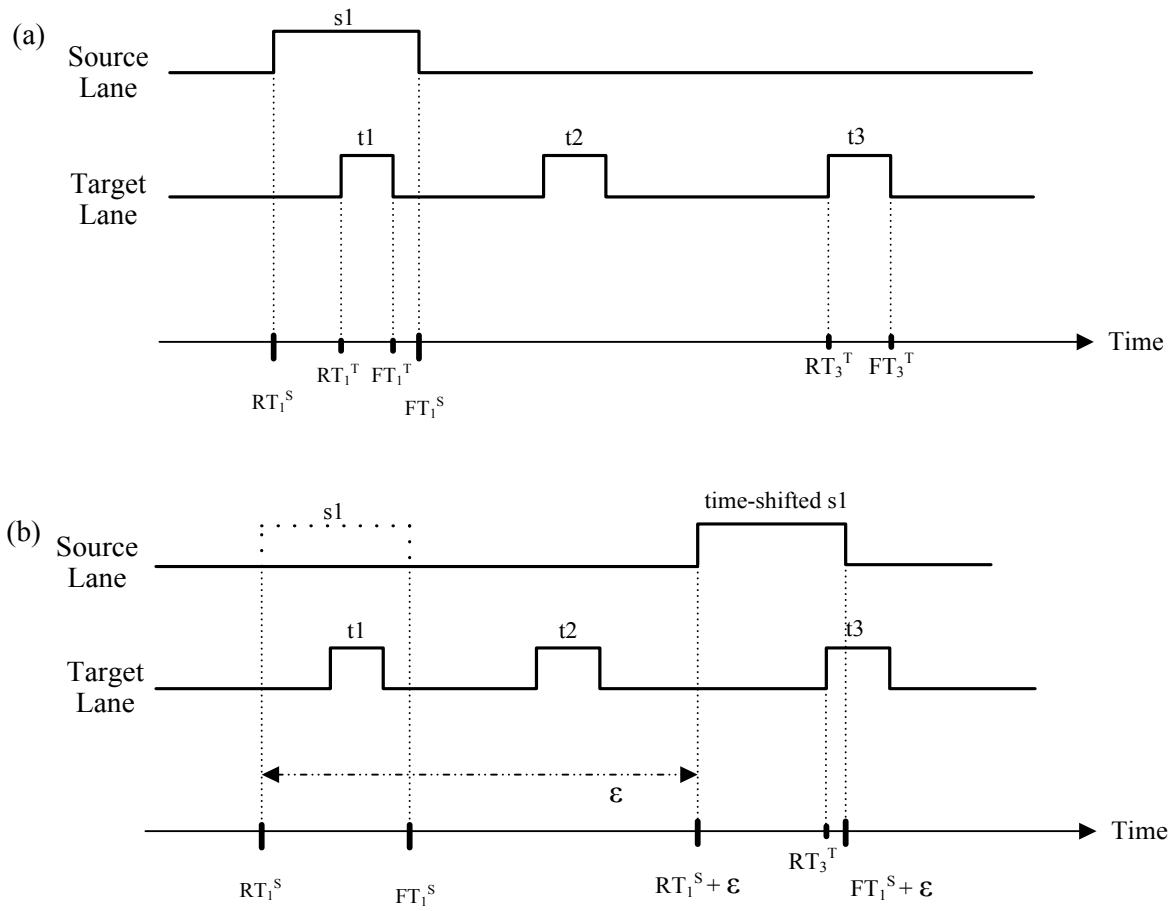 (a)
s1
Source
Lane
t1
t2
t3
Target
Lane
Time
RT₁ᵀ
FT₁ᵀ
RT₃ᵀ
FT₃ᵀ
RT₁ˢ
FT₁ˢ
(b)
s1
time-shifted s1
Source
Lane
t1
t2
t3
Target
Lane
ε
Time
RT₃ᵀ
RT₁ˢ
FT₁ˢ
RT₁ˢ + ε
FT₁ˢ + ε